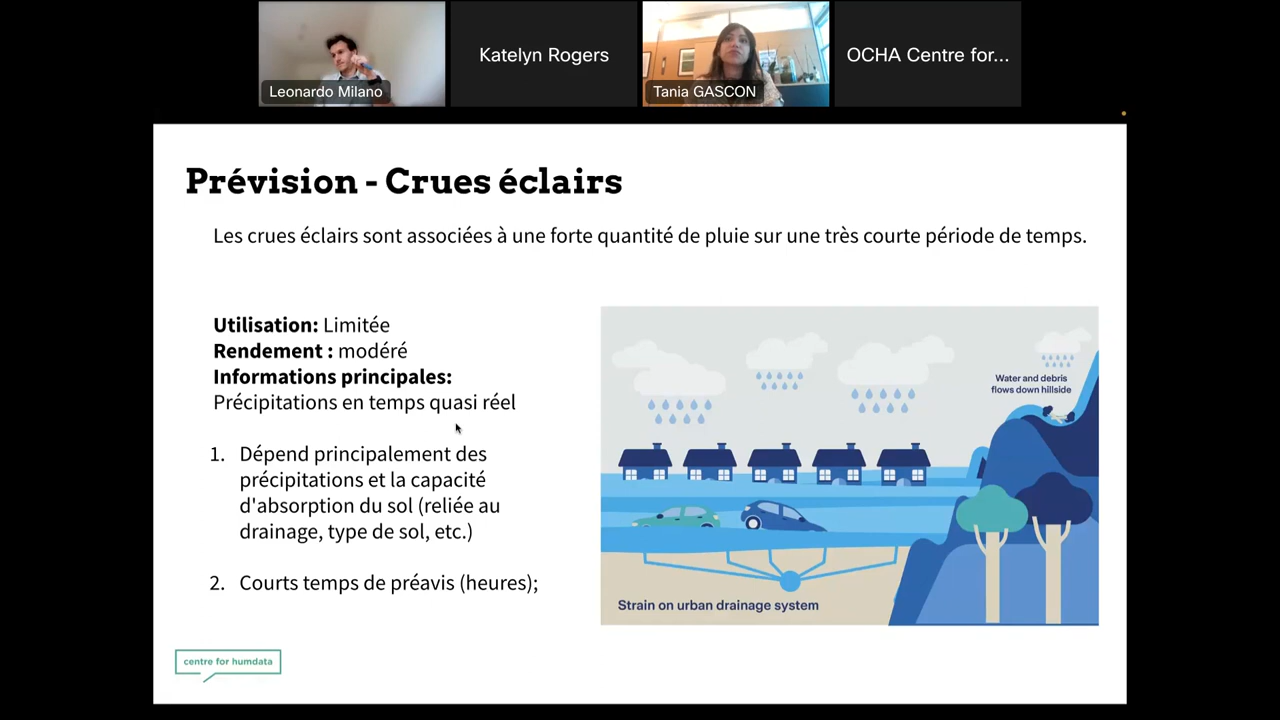 Leonardo Milano
Katelyn Rogers
Tania GASCON
OCHA Centre for...
Prévision - Crues éclairs
Les crues éclairs sont associées à une forte quantité de pluie sur une très courte période de temps.
Utilisation: Limitée
Rendement : modéré
Informations principales:
Précipitations en temps quasi réel
1. Dépend principalement des
précipitations et la capacité
d'absorption du sol (reliée au
drainage, type de sol, etc.)
2. Courts temps de préavis (heures);
Water and debris
flows down hillside
Strain on urban drainage system
centre for humdata